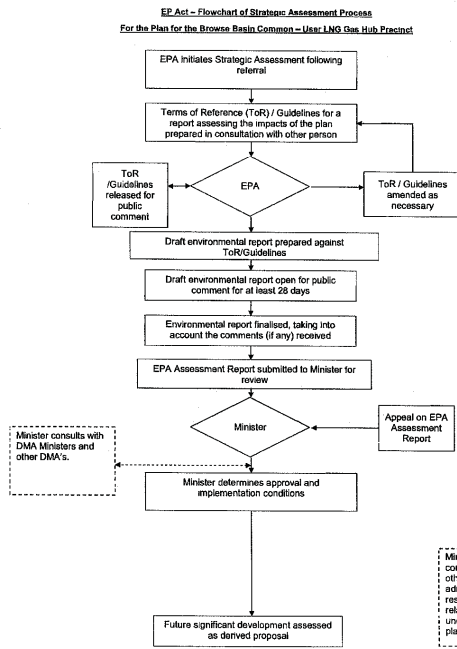 EP Act – Flowchart of Strategic Assessment Process
For the Plan for the Browse Basin Common – User LNG Gas Hub Precinct
EPA Initiates Strategic Assessment following
referral
Terms of Reference (ToR) / Guidelines for a
report assessing the impacts of the plan
prepared in consultation with other person
ToR
/Guidelines
released for
public
comment
EPA
ToR / Guidelines
amended as
necessary
Draft environmental report prepared against
ToR/Guidelines
Draft environmental report open for public
comment for at least 28 days
Environmental report finalised, taking into
account the comments (if any) received
EPA Assessment Report submitted to Minister for
review
Minister
Appeal on EPA
Assessment
Report
Minister consults with
DMA Ministers and
other DMA's.
Minister determines approval and
implementation conditions
Future significant development assessed
as derived proposal